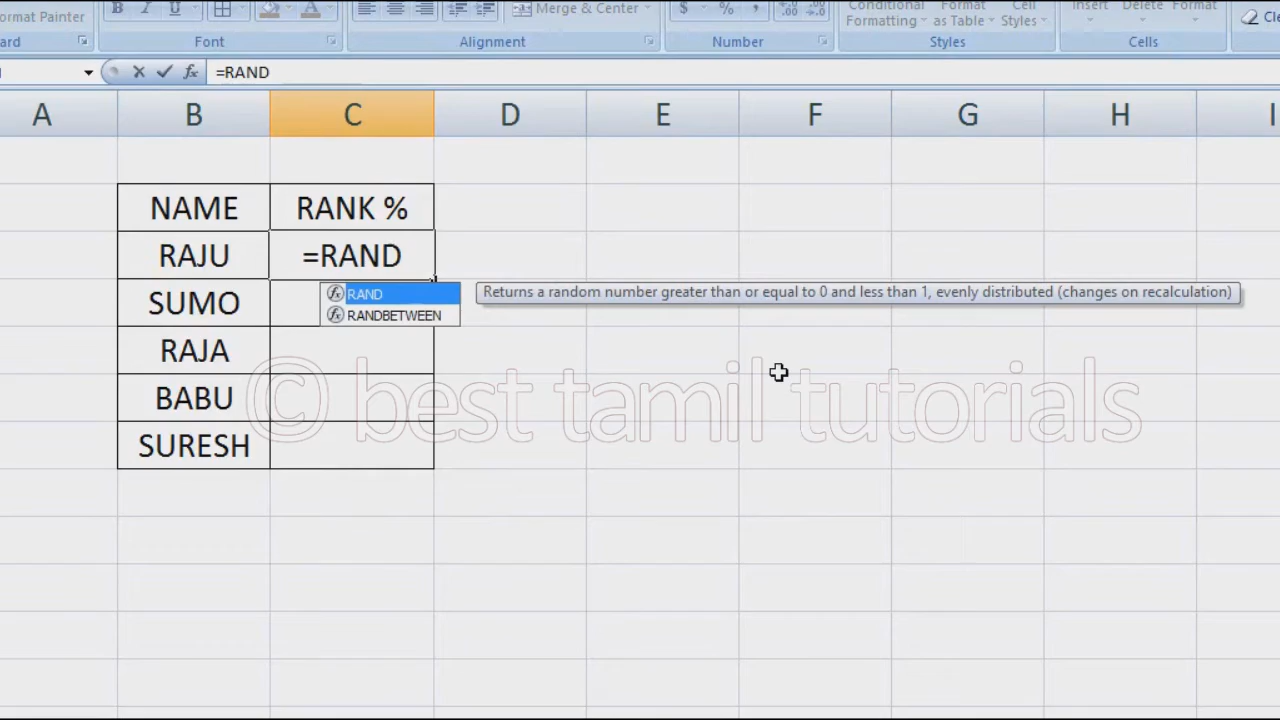 Format Painter
B I U
Merge & Center
$ % ,
Conditional Formatting
Format as Table
Cell Styles
Insert Delete Format
Font
Alignment
Number
Styles
Cells
=RAND
A B C D E F G H I
NAME RANK %
RAJU =RAND
RAND
Returns a random number greater than or equal to 0 and less than 1, evenly distributed (changes on recalculation)
SUMO
RANDBETWEEN
RAJA
BABU
SURESH
© best tamil tutorials